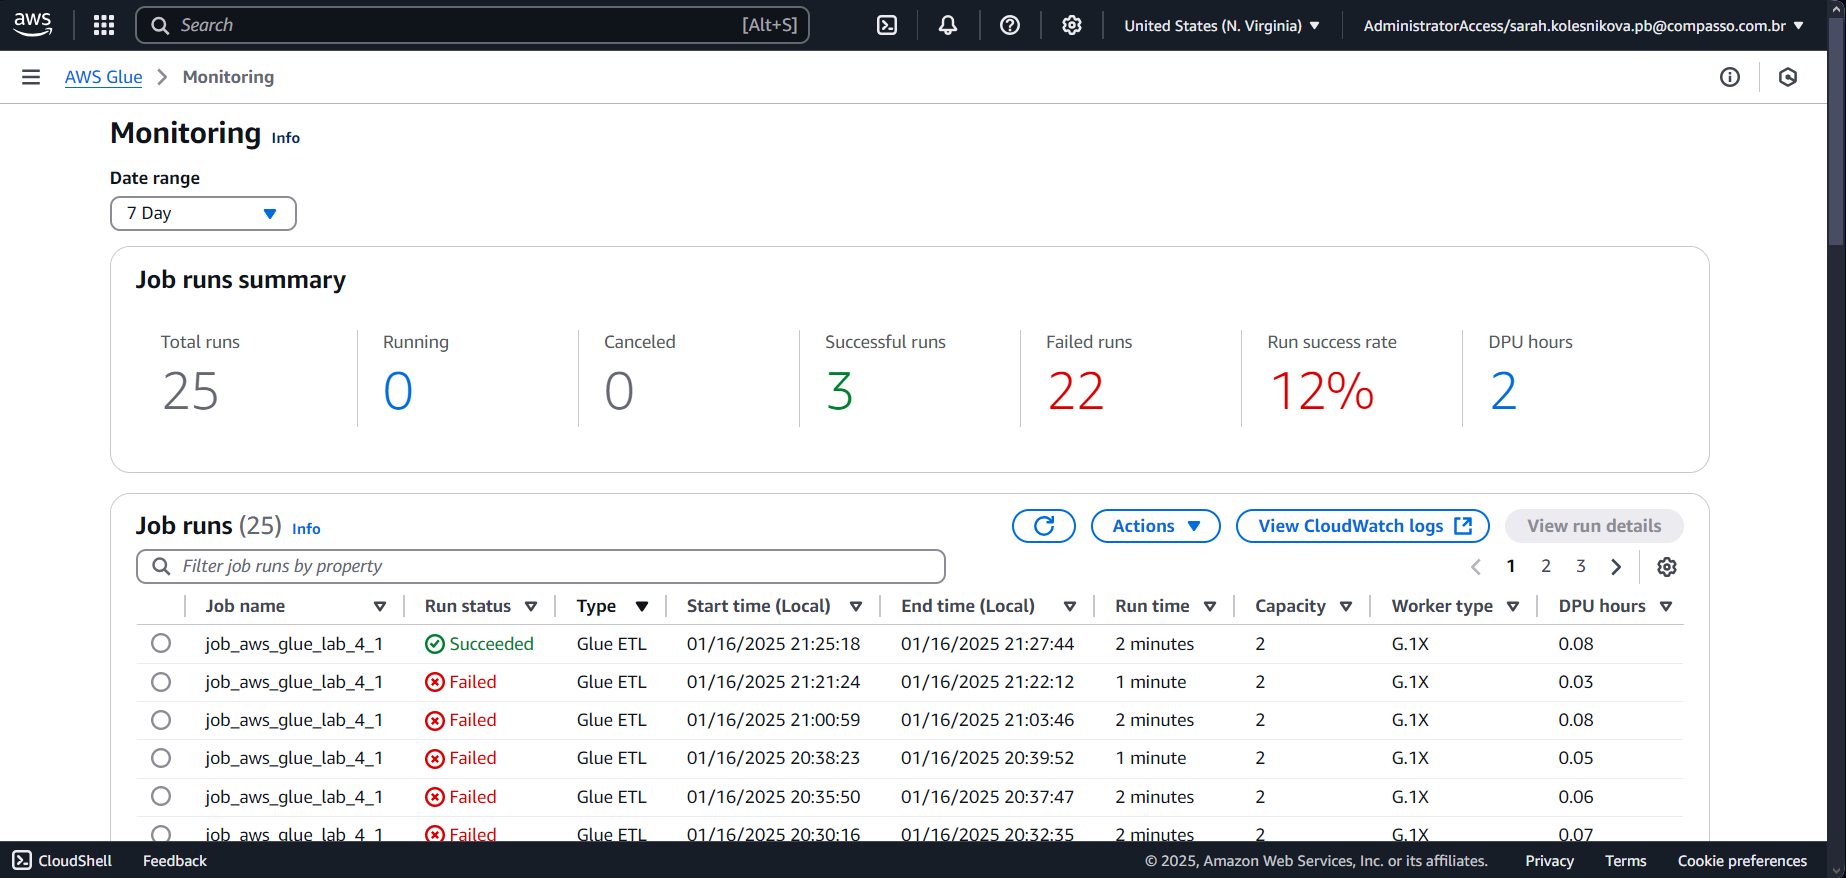 aws Search [Alt+S] United States (N. Virginia) AdministratorAccess/sarah.kolesnikova.pb@compasso.com.br
AWS Glue Monitoring
Monitoring Info
Date range
7 Day
Job runs summary
Total runs Running Canceled Successful runs Failed runs Run success rate DPU hours
25 0 0 3 22 12% 2
Job runs (25) Info Actions View CloudWatch logs View run details
Filter job runs by property 1 2 3
Job name Run status Type Start time (Local) End time (Local) Run time Capacity Worker type DPU hours
job_aws_glue_lab_4_1 Succeeded Glue ETL 01/16/2025 21:25:18 01/16/2025 21:27:44 2 minutes 2 G.1X 0.08
job_aws_glue_lab_4_1 Failed Glue ETL 01/16/2025 21:21:24 01/16/2025 21:22:12 1 minute 2 G.1X 0.03
job_aws_glue_lab_4_1 Failed Glue ETL 01/16/2025 21:00:59 01/16/2025 21:03:46 2 minutes 2 G.1X 0.08
job_aws_glue_lab_4_1 Failed Glue ETL 01/16/2025 20:38:23 01/16/2025 20:39:52 1 minute 2 G.1X 0.05
job_aws_glue_lab_4_1 Failed Glue ETL 01/16/2025 20:35:50 01/16/2025 20:37:47 2 minutes 2 G.1X 0.06
job_aws_glue_lab_4_1 Failed Glue ETL 01/16/2025 20:30:16 01/16/2025 20:32:35 2 minutes 2 G.1X 0.07
CloudShell Feedback © 2025, Amazon Web Services, Inc. or its affiliates. Privacy Terms Cookie preferences